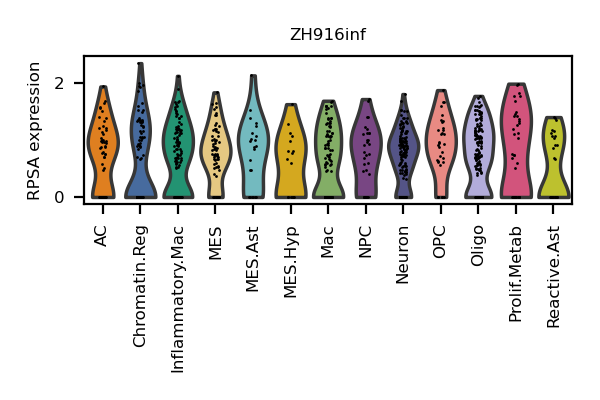 ZH916inf
RPSA expression
2
0
AC
Chromatin.Reg
Inflammatory.Mac
MES
MES.Ast
MES.Hyp
Mac
NPC
Neuron
OPC
Oligo
Prolif.Metab
Reactive.Ast